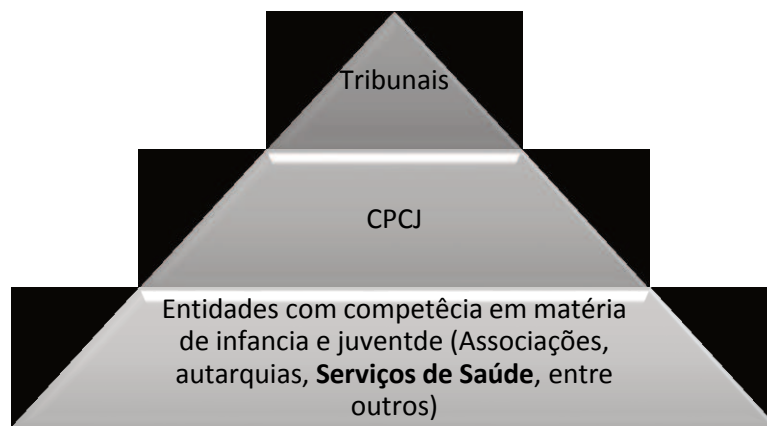 Tribunais
CPCJ
Entidades com competêcia em matéria
de infancia e juventde (Associações,
autarquias, Serviços de Saúde, entre
outros)